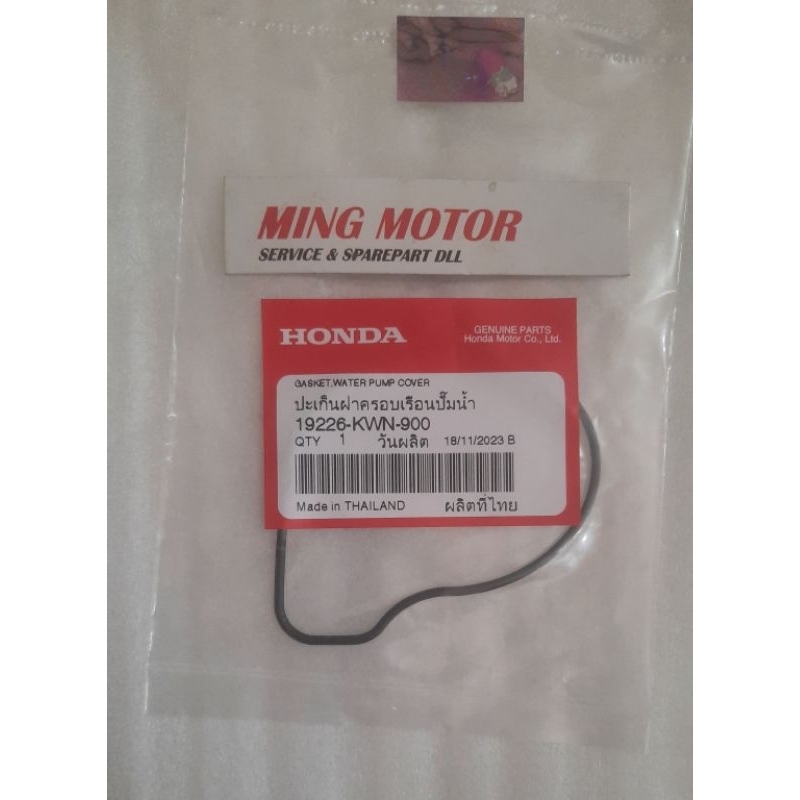 MING MOTOR
SERVICE & SPAREPART DLL
HONDA
GENUINE PARTS
Honda Motor Co., Ltd.
GASKET,WATER PUMP COVER
ปะเก็นฝาครอบเรือนปั๊มน้ำ
19226-KWN-900
QTY 1 วันผลิต 18/11/2023 B
Made in THAILAND ผลิตที่ไทย